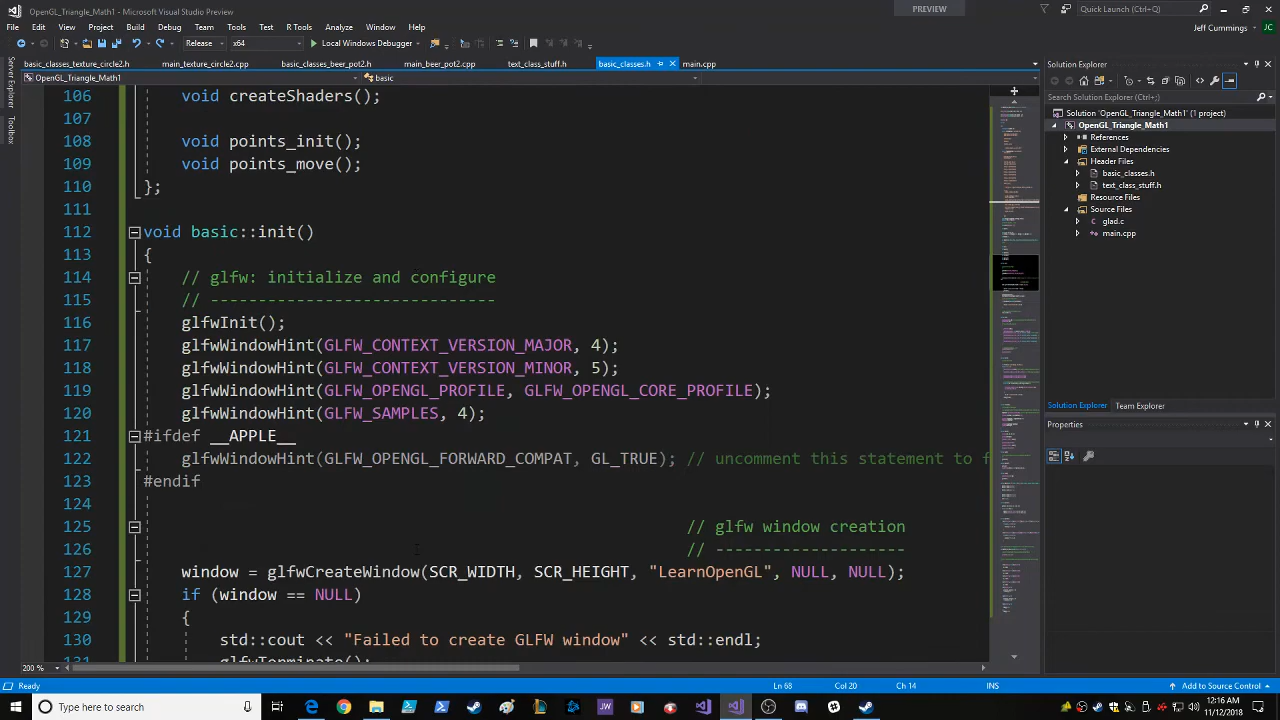 OpenGL_Triangle_Math1 - Microsoft Visual Studio Preview
PREVIEW
Quick Launch (Ctrl+Q)
File Edit View Project Build Debug Team Tools Test Analyze Window Help
Jeff Cummings
Release x64 Local Windows Debugger
basic_classes_texture_circle2.h main_texture_circle2.cpp basic_classes_beer_pot2.h main_beer_pot2.cpp text_class_stuff.h basic_classes.h main.cpp
OpenGL_Triangle_Math1 basic
Server Explorer
Toolbox
106 void createShaders();
107
108 void points_init();
109 void points_move();
110 };
111
112 void basic::init()
113 {
114 // glfw: initialize and configure
115 // ------------------------------
116 glfwInit();
117 glfwWindowHint(GLFW_CONTEXT_VERSION_MAJOR, 4);
118 glfwWindowHint(GLFW_CONTEXT_VERSION_MINOR, 5);
119 glfwWindowHint(GLFW_OPENGL_PROFILE, GLFW_OPENGL_CORE_PROFILE);
120 glfwWindowHint(GLFW_SAMPLES, 4);
121 #ifdef __APPLE__
122 glfwWindowHint(GLFW_OPENGL_FORWARD_COMPAT, GL_TRUE); // uncomment this statement to f
123 #endif
124
125 // glfw window creation
126 // --------------------
127 window = glfwCreateWindow(SCR_WIDTH, SCR_HEIGHT, "LearnOpenGL", NULL, NULL);
128 if (window == NULL)
129 {
130 std::cout << "Failed to create GLFW window" << std::endl;
131 glfwTerminate();
200 %
Solution Explorer
Search Solution Explorer (Ctrl+;)
Solution 'OpenGL_Triangle_Math1' (
OpenGL_Triangle_Math1
References
External Dependencies
Header Files
basic_classes.h
text_class_stuff.h
Resource Files
Source Files
glad.c
main.cpp
Solution Explorer Team Explorer
Properties
Ready Ln 68 Col 20 Ch 14 INS Add to Source Control
Type here to search
12:16 AM
11/12/2018